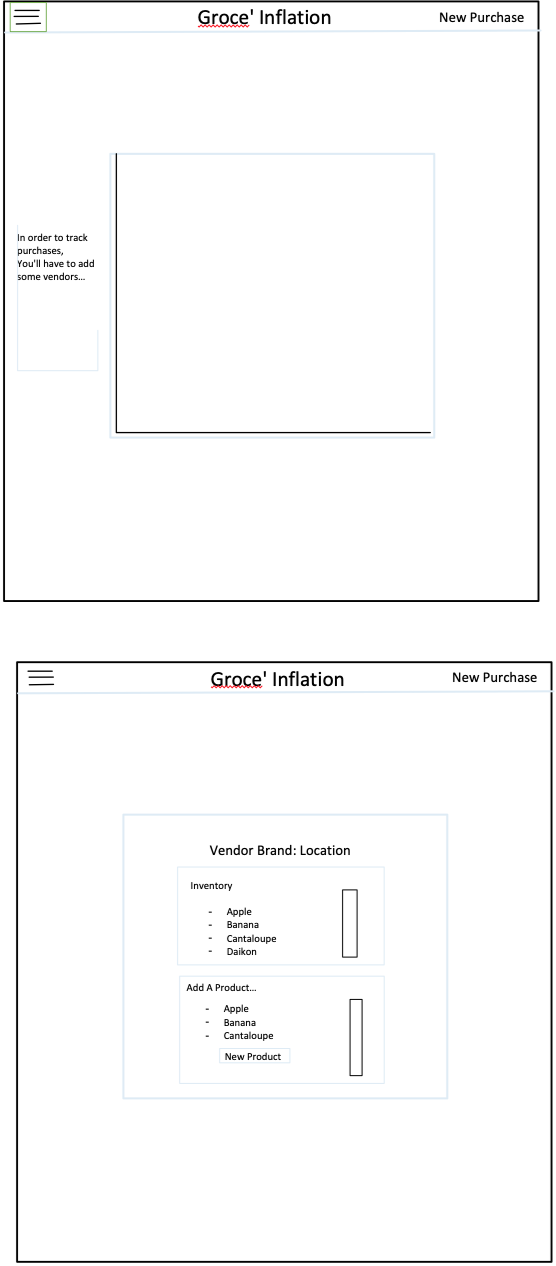 Groce' Inflation
New Purchase
In order to track
purchases,
You'll have to add
some vendors...
Groce' Inflation
New Purchase
Vendor Brand: Location
Inventory
- Apple
- Banana
- Cantaloupe
- Daikon
Add A Product...
- Apple
- Banana
- Cantaloupe
New Product